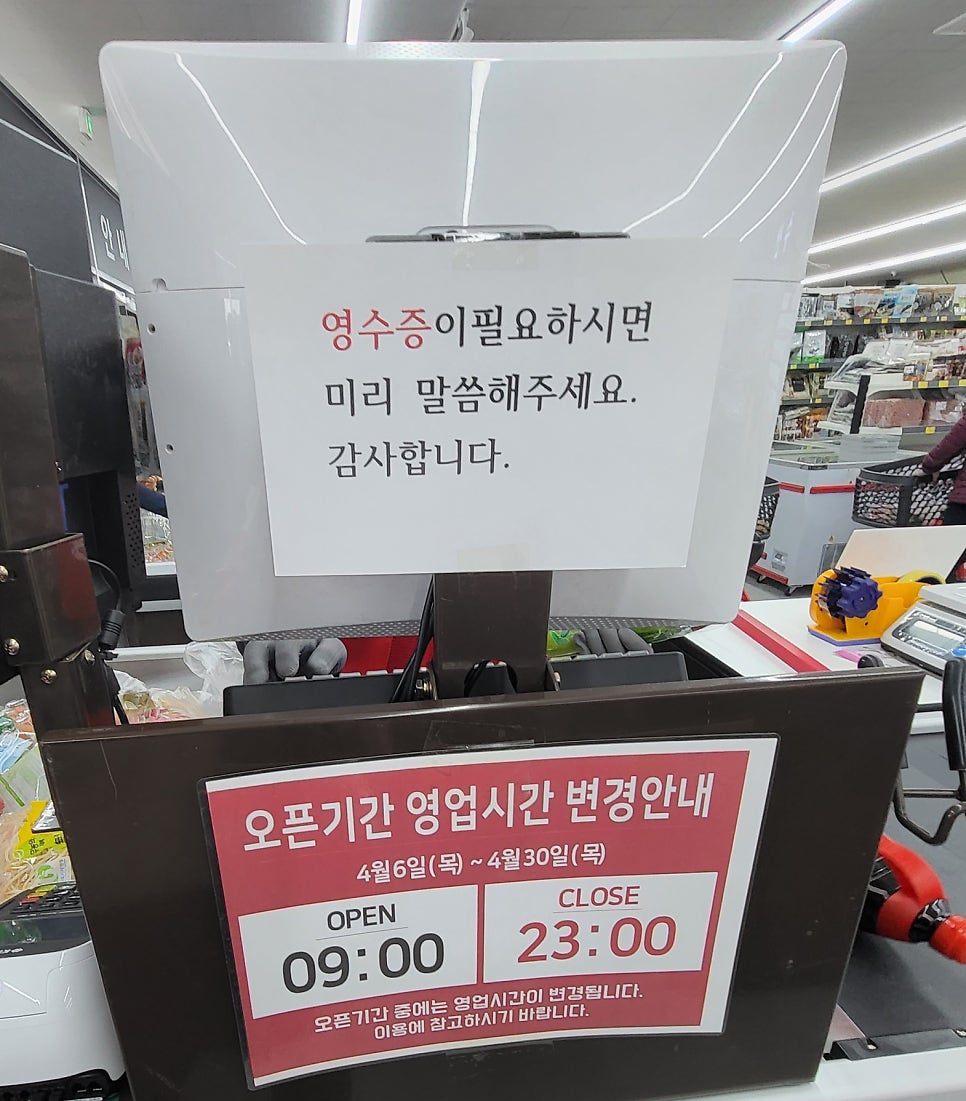 안내
영수증이필요하시면
미리 말씀해주세요.
감사합니다.
오픈기간 영업시간 변경안내
4월6일(목) ~ 4월30일(목)
OPEN
09:00
CLOSE
23:00
오픈기간 중에는 영업시간이 변경됩니다.
이용에 참고하시기 바랍니다.